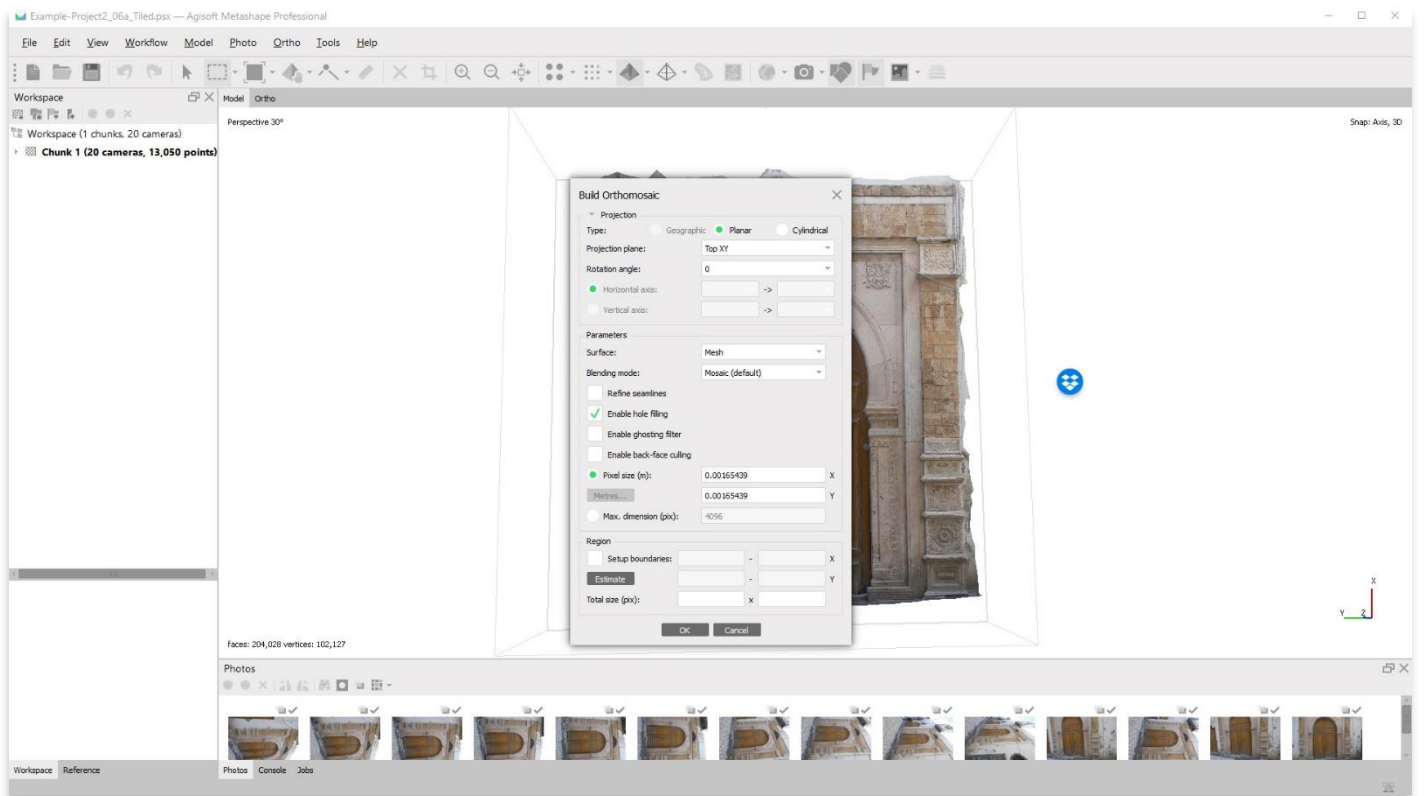 Example-Project2_06a_Tiled.psx — Agisoft Metashape Professional
File Edit View Workflow Model Photo Ortho Tools Help
Workspace
Model Ortho
Perspective 30°
Snap: Axis, 3D
Workspace (1 chunks, 20 cameras)
Chunk 1 (20 cameras, 13,050 points)
Build Orthomosaic
Projection
Type: Geographic Planar Cylindrical
Projection plane: Top XY
Rotation angle: 0
Horizontal axis: ->
Vertical axis: ->
Parameters
Surface: Mesh
Blending mode: Mosaic (default)
Refine seamlines
Enable hole filling
Enable ghosting filter
Enable back-face culling
Pixel size (m): 0.00165439 X
Metres... 0.00165439 Y
Max. dimension (pix): 4096
Region
Setup boundaries: - X
Estimate - Y
Total size (pix): x
OK Cancel
X
Y Z
faces: 204,028 vertices: 102,127
Photos
Workspace Reference
Photos Console Jobs